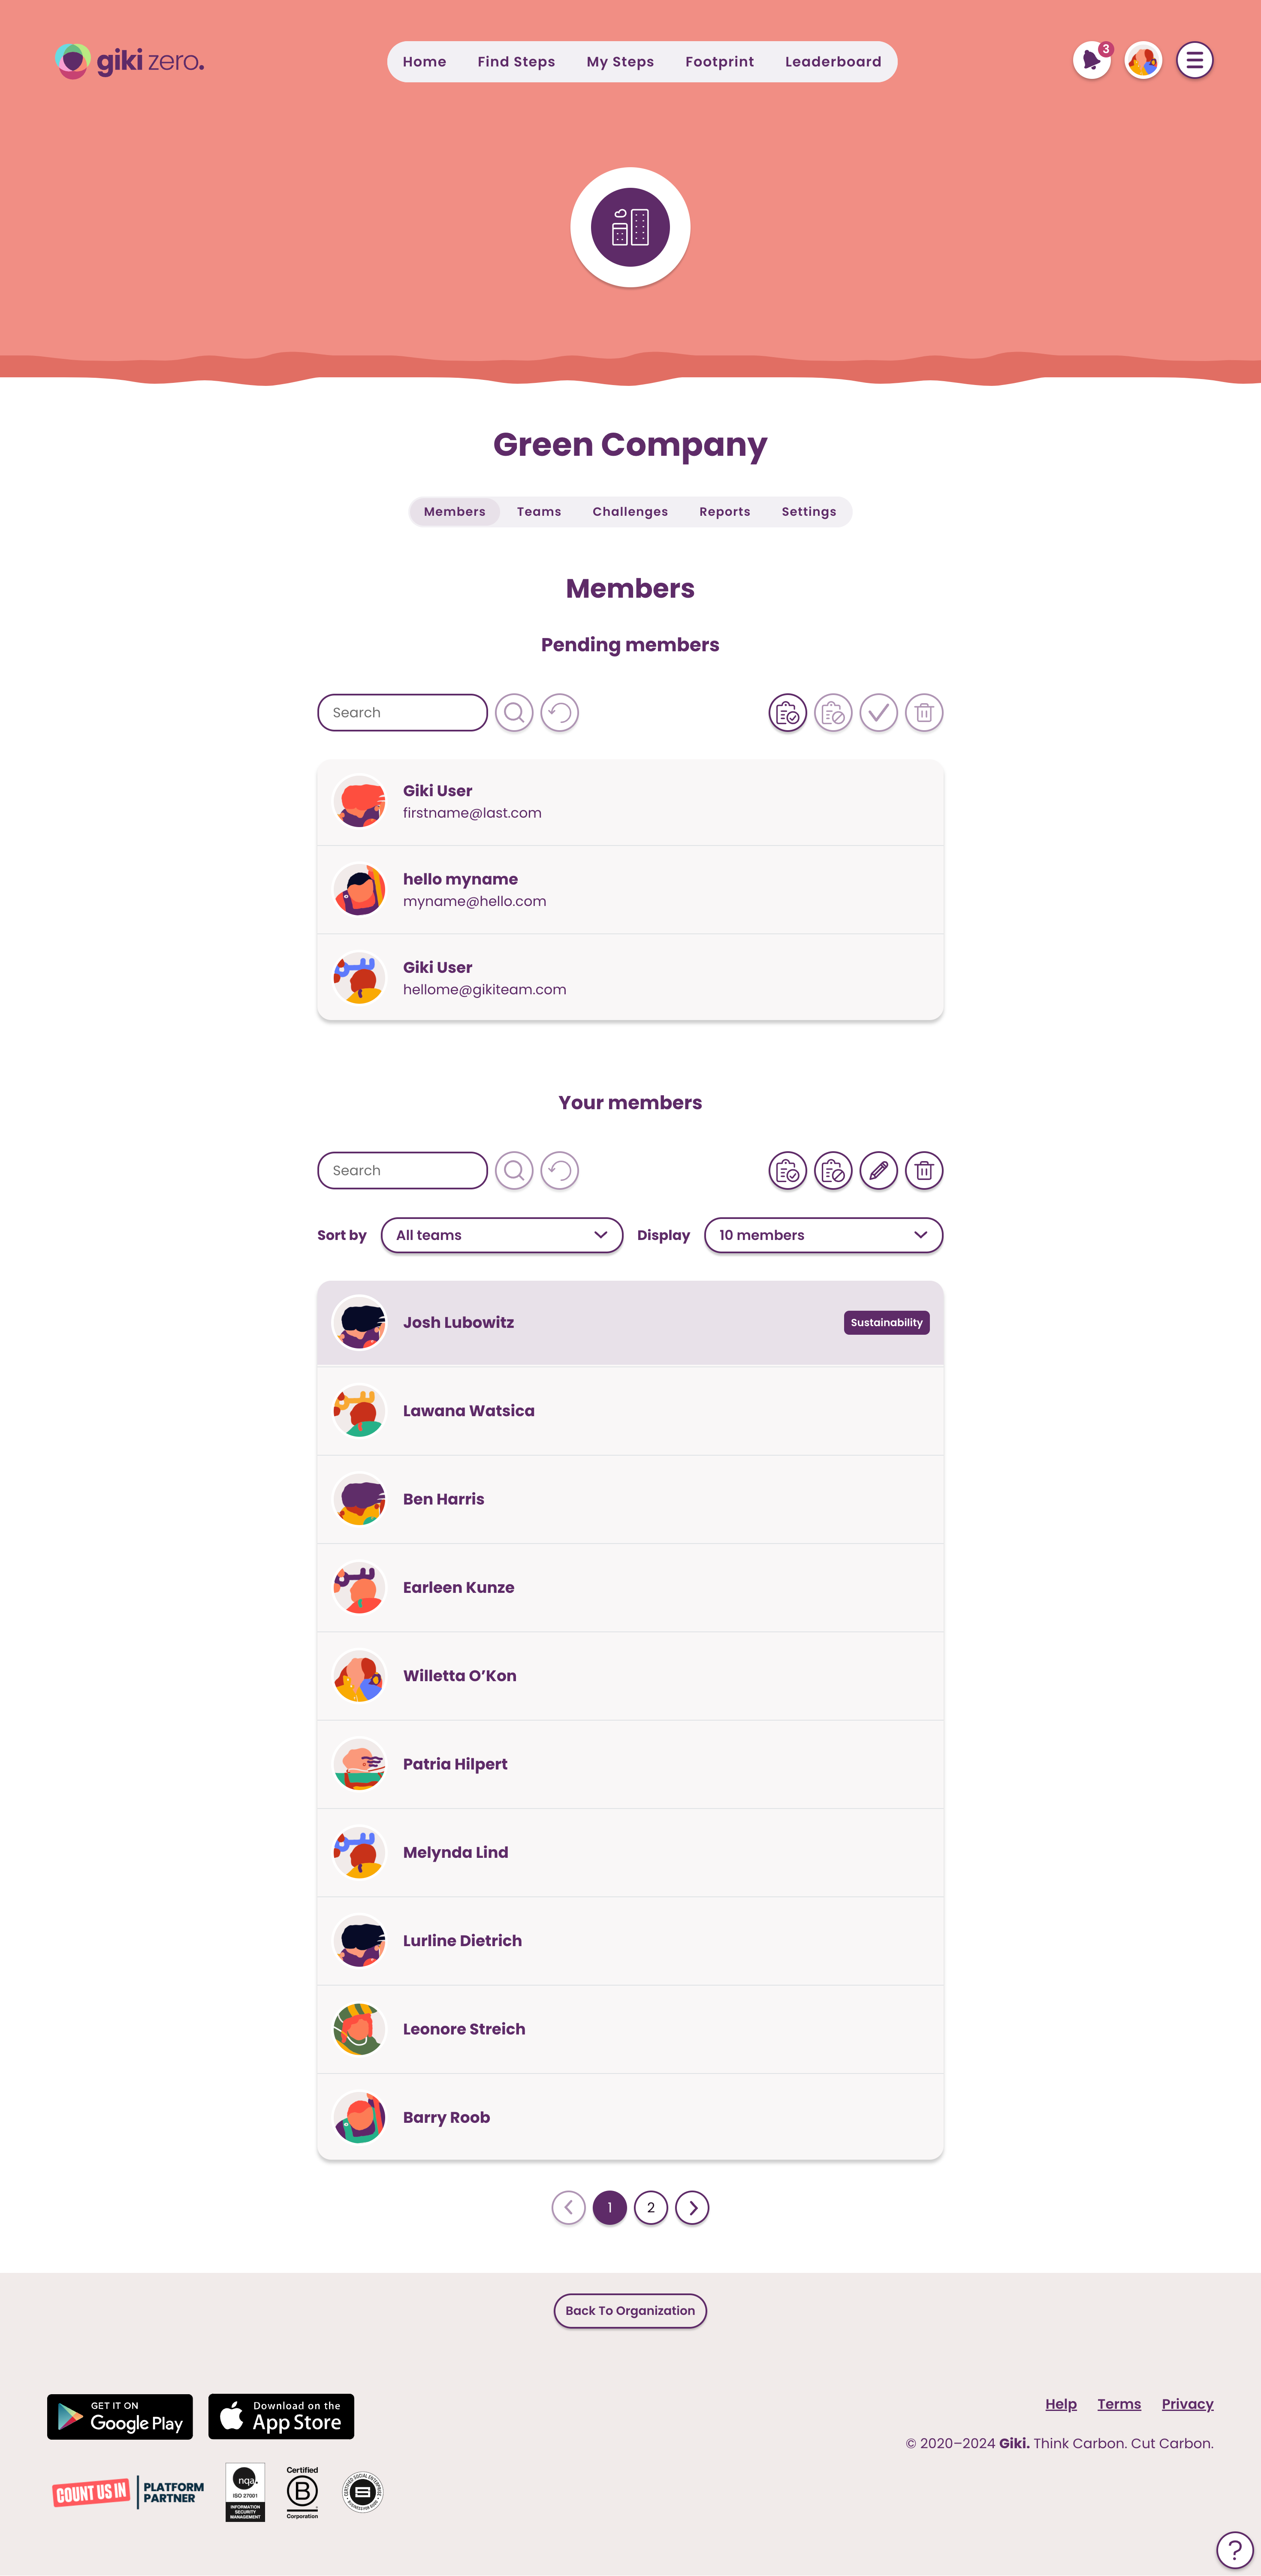 giki zero.
Home Find Steps My Steps Footprint Leaderboard
3
Green Company
Members Teams Challenges Reports Settings
Members
Pending members
Search
Giki User
firstname@last.com
hello myname
myname@hello.com
Giki User
hellome@gikiteam.com
Your members
Search
Sort by All teams Display 10 members
Josh Lubowitz Sustainability
Lawana Watsica
Ben Harris
Earleen Kunze
Willetta O’Kon
Patria Hilpert
Melynda Lind
Lurline Dietrich
Leonore Streich
Barry Roob
1 2
Back To Organization
GET IT ON
Google Play
Download on the
App Store
Help Terms Privacy
© 2020–2024 Giki. Think Carbon. Cut Carbon.
COUNT US IN
PLATFORM
PARTNER
nqa.
ISO 27001
INFORMATION
SECURITY
MANAGEMENT
Certified
B
Corporation
CERTIFIED SOCIAL ENTERPRISE
?